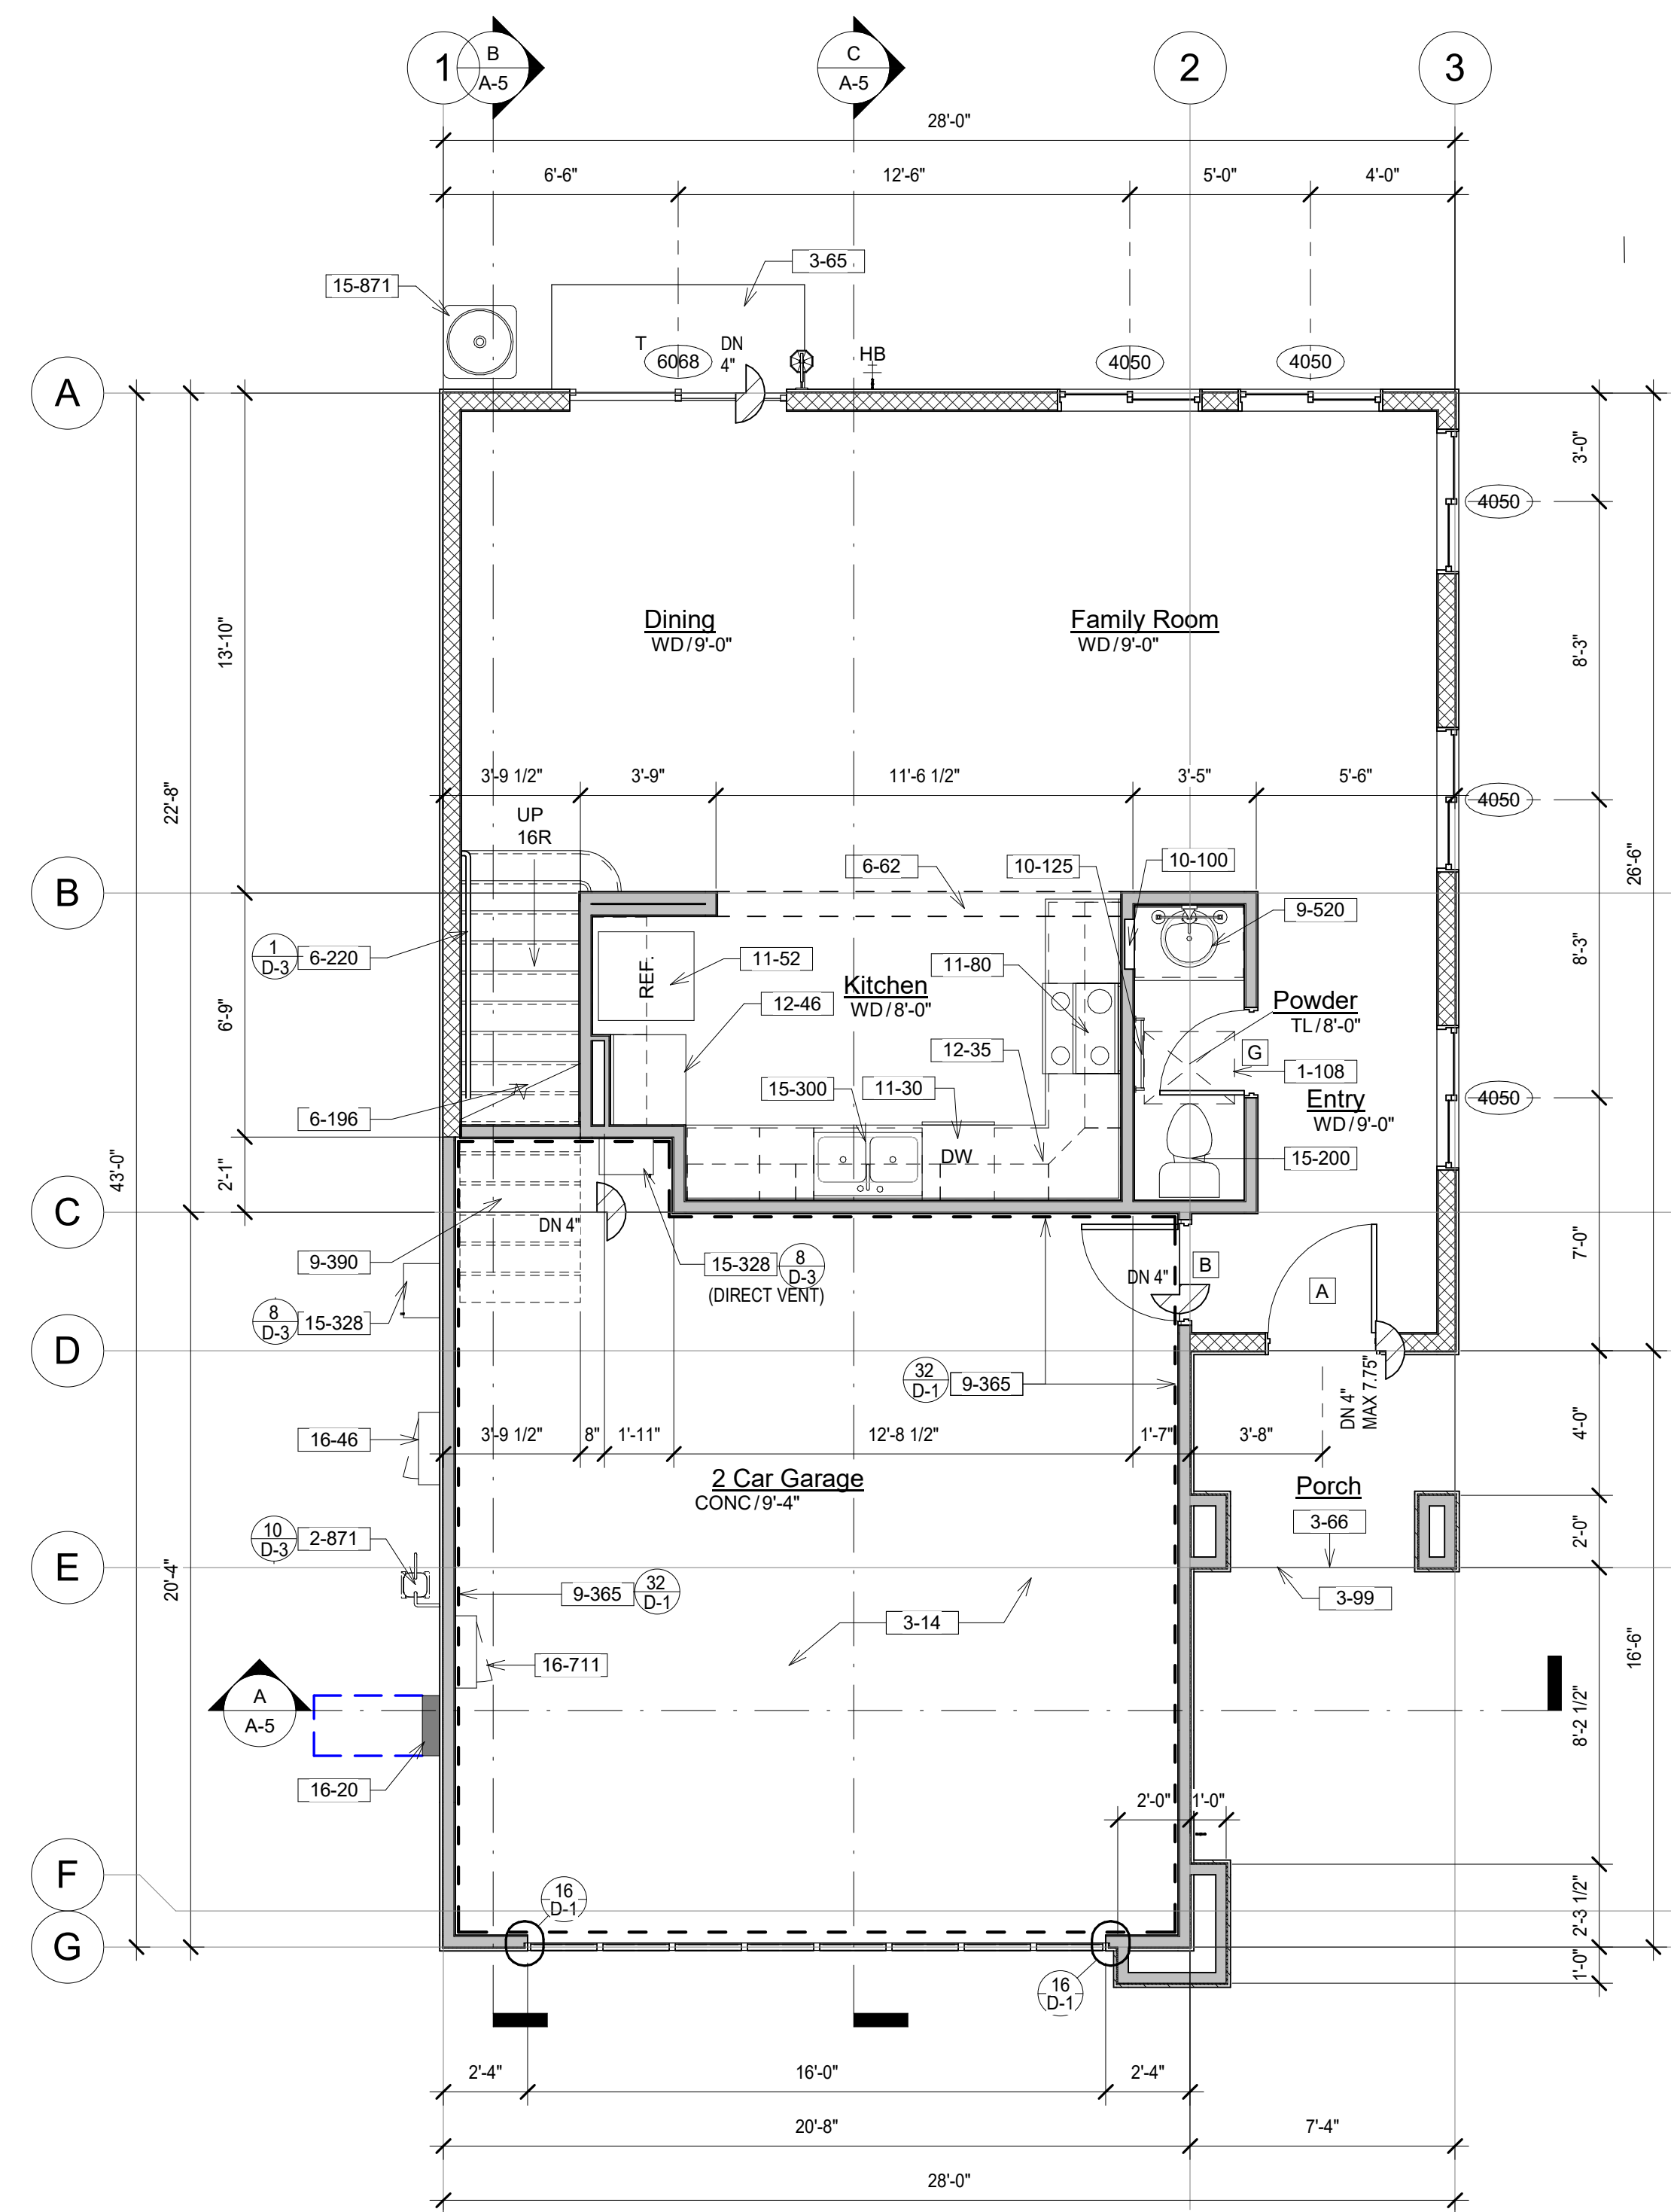 1
B
A-5
C
A-5
2
3
28'-0"
6'-6"
12'-6"
5'-0"
4'-0"
3-65
15-871
T
6068
DN
4"
HB
4050
4050
A
3'-0"
4050
13'-10"
Dining
WD/9'-0"
Family Room
WD/9'-0"
8'-3"
22'-8"
3'-9 1/2"
3'-9"
11'-6 1/2"
3'-5"
5'-6"
4050
UP
16R
6-62
10-125
10-100
26'-6"
B
9-520
1
D-3
6-220
REF.
11-52
11-80
8'-3"
Kitchen
WD/8'-0"
12-46
Powder
TL/8'-0"
6'-9"
12-35
G
1-108
15-300
11-30
Entry
WD/9'-0"
4050
6-196
DW
15-200
43'-0"
2'-1"
C
DN 4"
9-390
15-328
8
D-3
(DIRECT VENT)
DN 4"
B
A
7'-0"
8
D-3
15-328
D
32
D-1
9-365
DN 4"
MAX 7.75"
4'-0"
16-46
3'-9 1/2"
8"
1'-11"
12'-8 1/2"
1'-7"
3'-8"
2 Car Garage
CONC/9'-4"
Porch
3-66
2'-0"
10
D-3
2-871
E
20'-4"
9-365
32
D-1
3-99
3-14
16-711
16'-6"
A
A-5
8'-2 1/2"
16-20
2'-0"
1'-0"
F
16
D-1
2'-3 1/2"
G
1'-0"
16
D-1
2'-4"
16'-0"
2'-4"
20'-8"
7'-4"
28'-0"